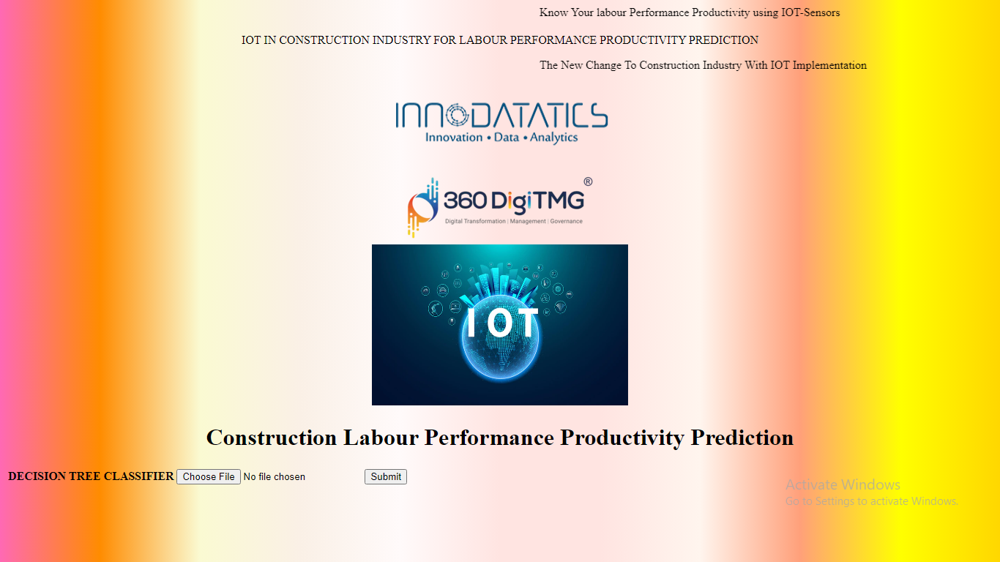 Know Your labour Performance Productivity using IOT-Sensors
IOT IN CONSTRUCTION INDUSTRY FOR LABOUR PERFORMANCE PRODUCTIVITY PREDICTION
The New Change To Construction Industry With IOT Implementation
INNODATATICS
Innovation • Data • Analytics
360 DigiTMG®
Digital Transformation | Management | Governance
IOT
Construction Labour Performance Productivity Prediction
DECISION TREE CLASSIFIER Choose File No file chosen Submit
Activate Windows
Go to Settings to activate Windows.